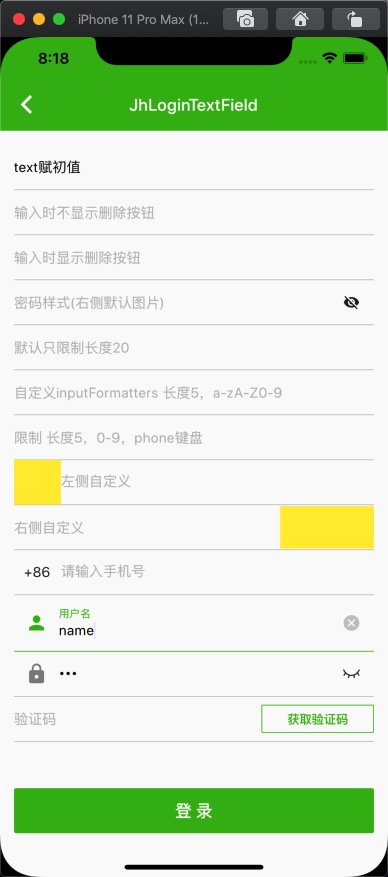 iPhone 11 Pro Max (1...
8:18
JhLoginTextField
text赋初值
输入时不显示删除按钮
输入时显示删除按钮
密码样式(右侧默认图片)
默认只限制长度20
自定义inputFormatters 长度5，a-zA-Z0-9
限制 长度5，0-9，phone键盘
左侧自定义
右侧自定义
+86 请输入手机号
用户名
name
•••
验证码 获取验证码
登 录